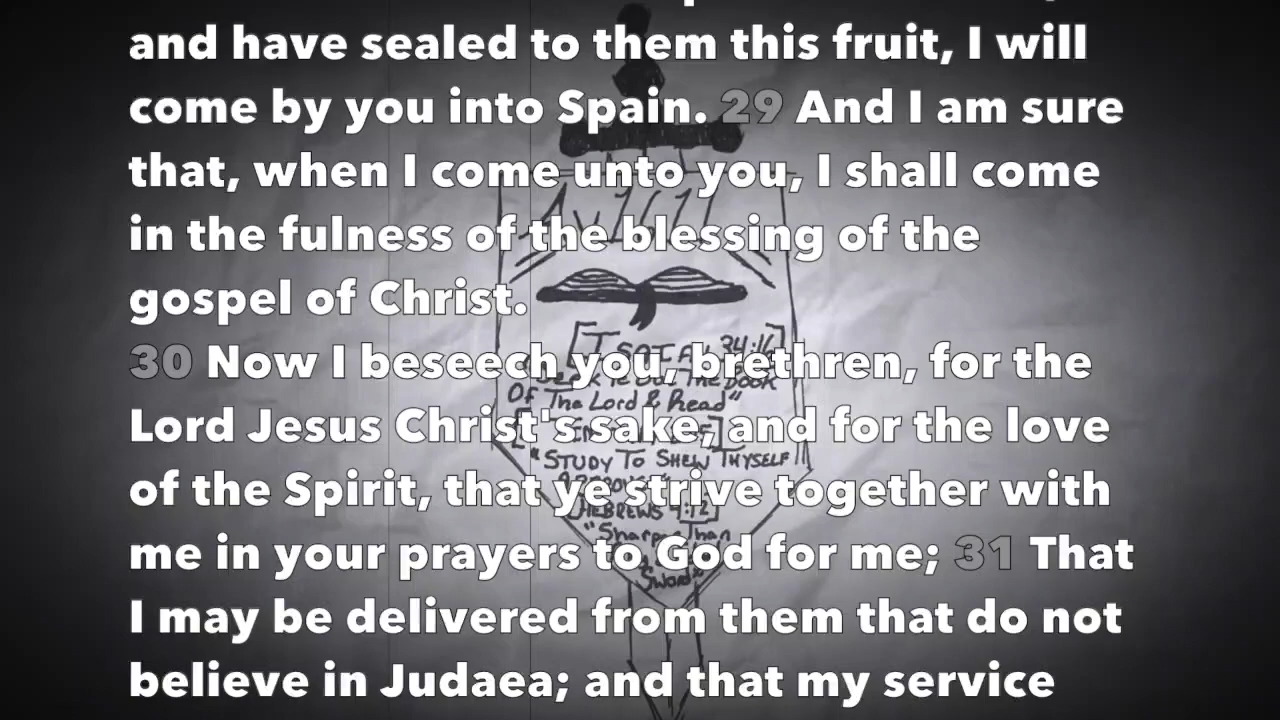 and have sealed to them this fruit, I will
come by you into Spain. 29 And I am sure
that, when I come unto you, I shall come
in the fulness of the blessing of the
gospel of Christ.
30 Now I beseech you, brethren, for the
Lord Jesus Christ's sake, and for the love
of the Spirit, that ye strive together with
me in your prayers to God for me; 31 That
I may be delivered from them that do not
believe in Judaea; and that my service
[ISAIAH 34:16]
The Book
Of The Lord & Read"
"STUDY To SHEW THYSELF
HEBREWS 4:12
"Sharper Than
Sword"